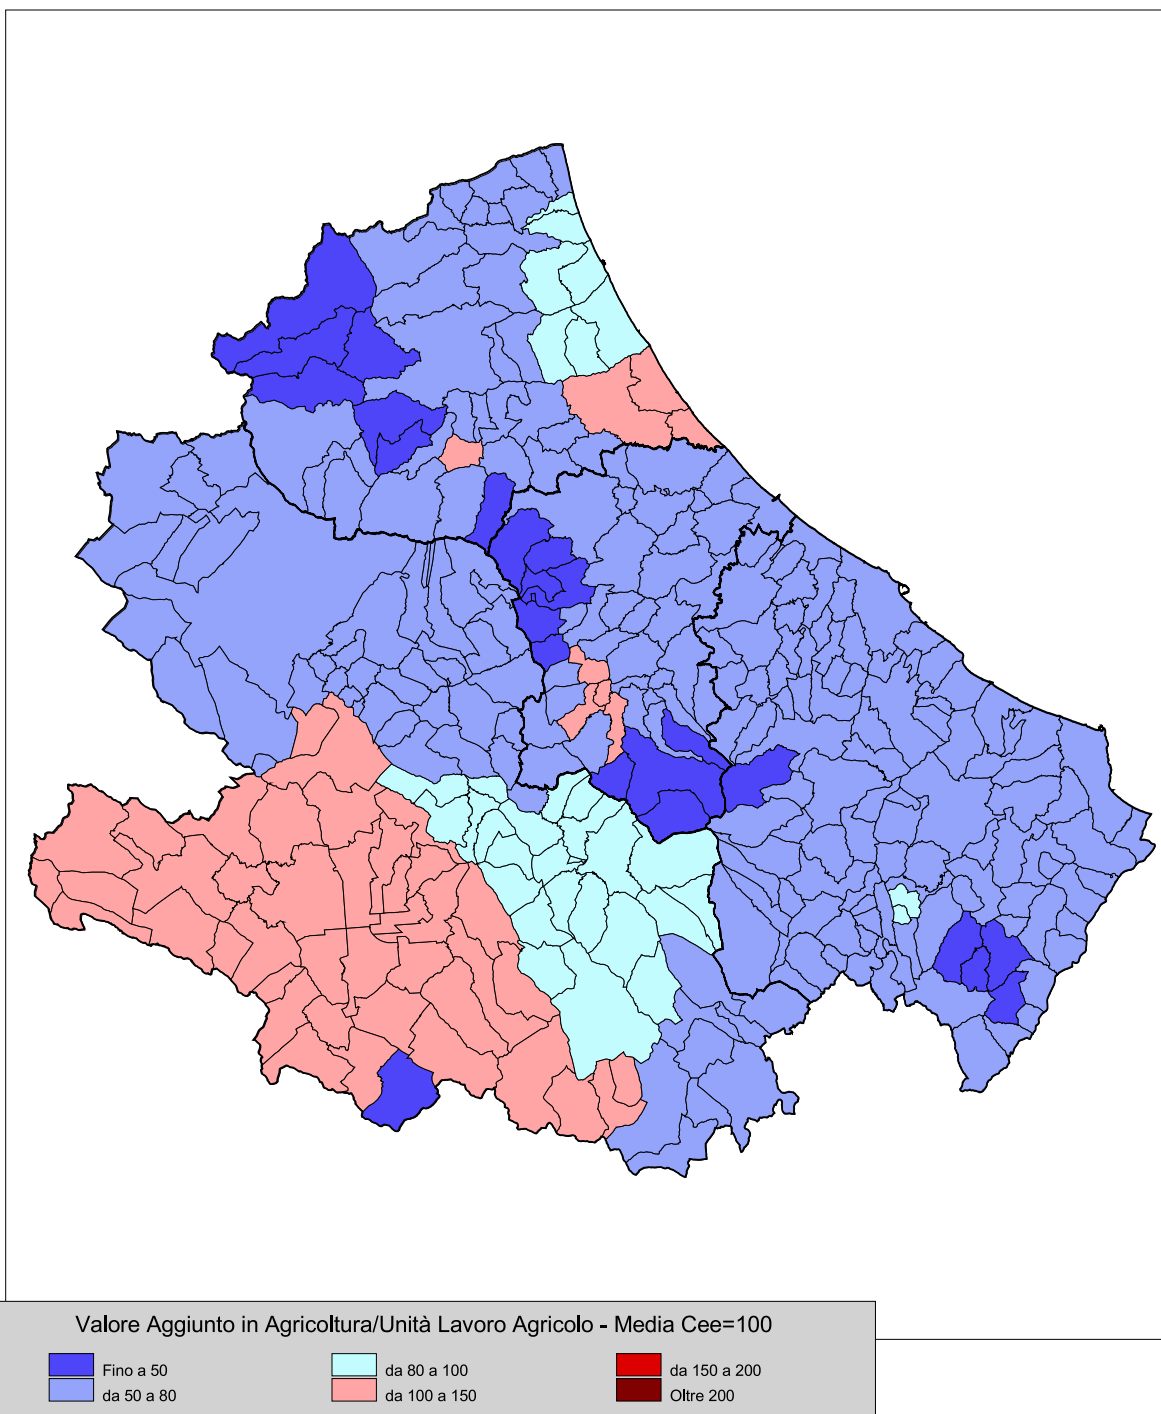 Valore Aggiunto in Agricoltura/Unità Lavoro Agricolo - Media Cee=100
Fino a 50
da 80 a 100
da 150 a 200
da 50 a 80
da 100 a 150
Oltre 200